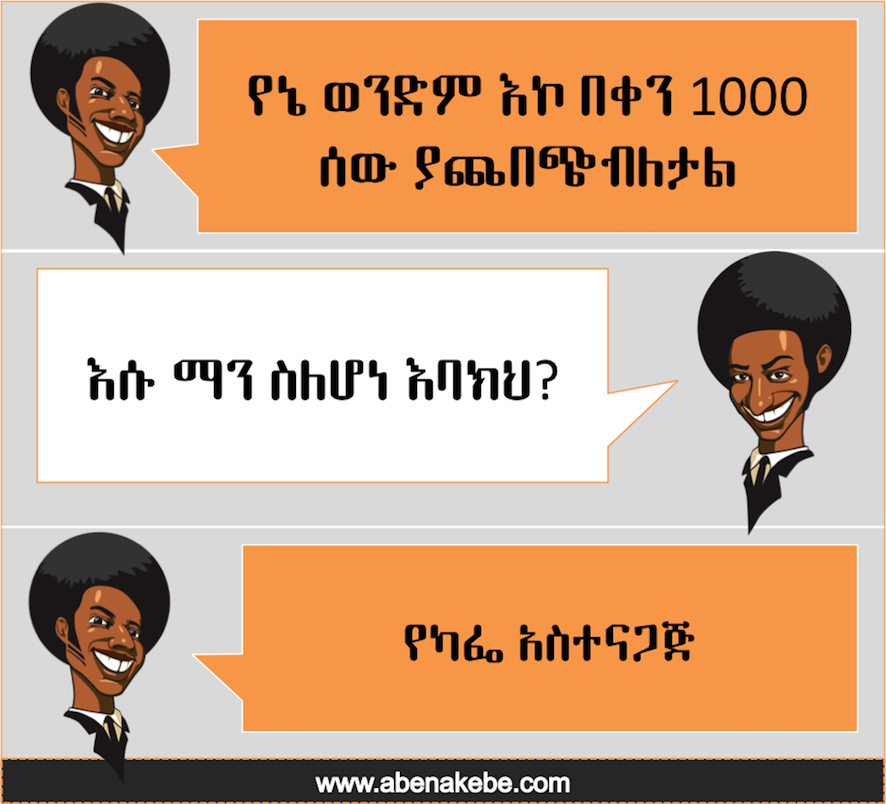 የኔ ወንድም እኮ በቀን 1000
ሰው ያጨበጭብለታል
እሱ ማን ስለሆነ እባክህ?
የካፌ አስተናጋጅ
www.abenakebe.com